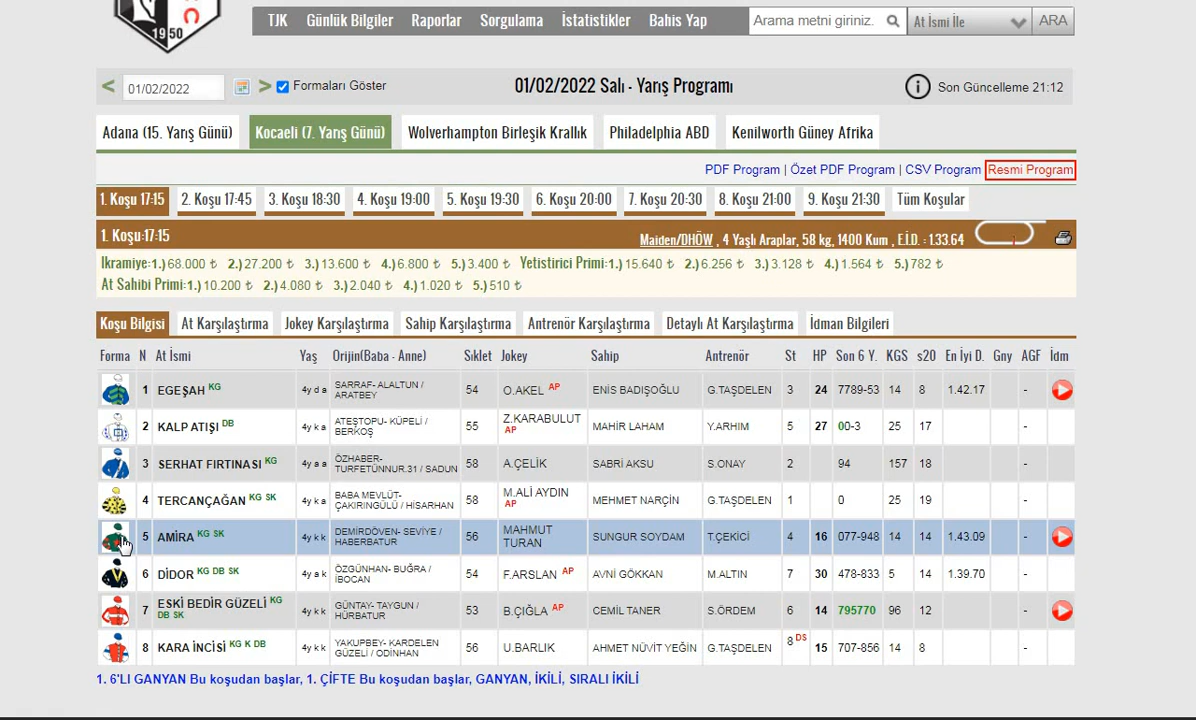 C
1950
TJK Günlük Bilgiler Raporlar Sorgulama İstatistikler Bahis Yap Arama metni giriniz. At İsmi İle ARA
< 01/02/2022 > Formaları Göster 01/02/2022 Salı - Yarış Programı i Son Güncelleme 21:12
Adana (15. Yarış Günü) Kocaeli (7. Yarış Günü) Wolverhampton Birleşik Krallık Philadelphia ABD Kenilworth Güney Afrika
PDF Program | Özet PDF Program | CSV Program Resmi Program
1. Koşu 17:15 2. Koşu 17:45 3. Koşu 18:30 4. Koşu 19:00 5. Koşu 19:30 6. Koşu 20:00 7. Koşu 20:30 8. Koşu 21:00 9. Koşu 21:30 Tüm Koşular
1. Koşu:17:15 Maiden/DHÖW , 4 Yaşlı Araplar, 58 kg, 1400 Kum , E.İ.D. : 1.33.64
Ikramiye:1.) 68.000 ₺ 2.) 27.200 ₺ 3.) 13.600 ₺ 4.) 6.800 ₺ 5.) 3.400 ₺ Yetistirici Primi:1.) 15.640 ₺ 2.) 6.256 ₺ 3.) 3.128 ₺ 4.) 1.564 ₺ 5.) 782 ₺
At Sahibi Primi:1.) 10.200 ₺ 2.) 4.080 ₺ 3.) 2.040 ₺ 4.) 1.020 ₺ 5.) 510 ₺
Koşu Bilgisi At Karşılaştırma Jokey Karşılaştırma Sahip Karşılaştırma Antrenör Karşılaştırma Detaylı At Karşılaştırma İdman Bilgileri
Forma N At İsmi Yaş Orijin(Baba - Anne) Sıklet Jokey Sahip Antrenör St HP Son 6 Y. KGS s20 En İyi D. Gny AGF İdm
1 EGEŞAH KG 4y d a SARRAF- ALALTUN / ARATBEY 54 O.AKEL AP ENİS BADIŞOĞLU G.TAŞDELEN 3 24 7789-53 14 8 1.42.17 -
2 KALP ATIŞI DB 4y k a ATEŞTOPU- KÜPELİ / BERKOŞ 55 Z.KARABULUT AP MAHİR LAHAM Y.ARHIM 5 27 00-3 25 17 -
3 SERHAT FIRTINASI KG 4y a a ÖZHABER- TURFETÜNNUR.31 / SADUN 58 A.ÇELİK SABRİ AKSU S.ONAY 2 94 157 18 -
4 TERCANÇAĞAN KG SK 4y k a BABA MEVLÜT- ÇAKIRINGÜLÜ / HİSARHAN 58 M.ALİ AYDIN AP MEHMET NARÇİN G.TAŞDELEN 1 0 25 19 -
5 AMİRA KG SK 4y k k DEMİRDÖVEN- SEVİYE / HABERBATUR 56 MAHMUT TURAN SUNGUR SOYDAM T.ÇEKİCİ 4 16 077-948 14 14 1.43.09 -
6 DİDOR KG DB SK 4y a k ÖZGÜNHAN- BUĞRA / İBOCAN 54 F.ARSLAN AP AVNİ GÖKKAN M.ALTIN 7 30 478-833 5 14 1.39.70 -
7 ESKİ BEDİR GÜZELİ KG DB SK 4y k k GÜNTAY- TAYGUN / HÜRBATUR 53 B.ÇIĞLA AP CEMİL TANER S.ÖRDEM 6 14 795770 96 12 -
8 KARA İNCİSİ KG K DB 4y k k YAKUPBEY- KARDELEN GÜZELİ / ODİNHAN 56 U.BARLIK AHMET NÜVİT YEĞİN G.TAŞDELEN 8 DS 15 707-856 14 8 -
1. 6'LI GANYAN Bu koşudan başlar, 1. ÇİFTE Bu koşudan başlar, GANYAN, İKİLİ, SIRALI İKİLİ